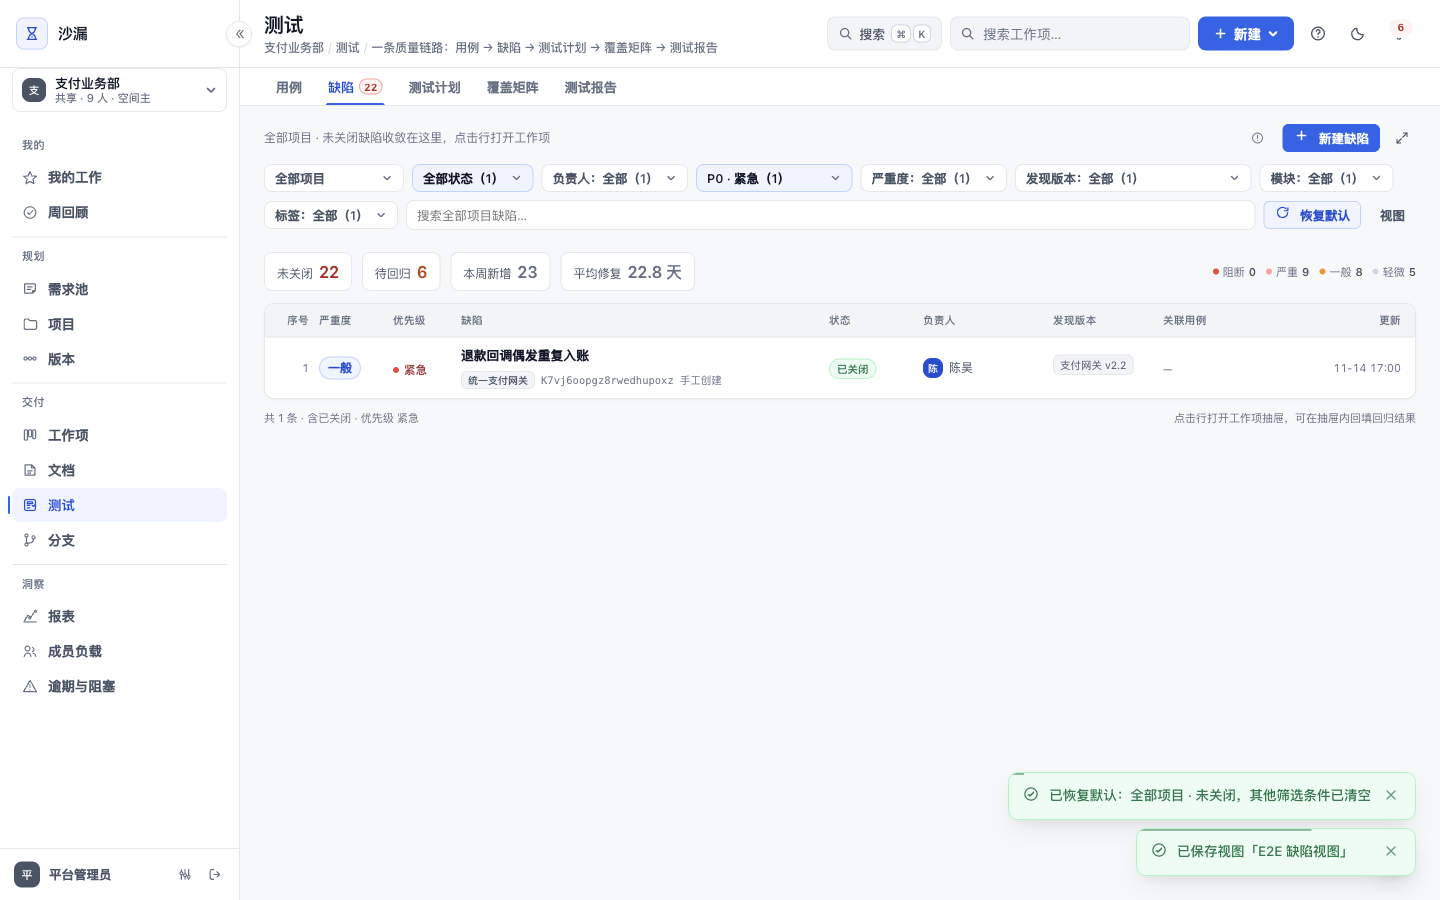 沙漏
测试
支付业务部 / 测试 / 一条质量链路：用例 → 缺陷 → 测试计划 → 覆盖矩阵 → 测试报告
搜索 ⌘ K
搜索工作项...
+ 新建
6
支
支付业务部
共享 · 9 人 · 空间主
我的
我的工作
周回顾
规划
需求池
项目
版本
交付
工作项
文档
测试
分支
洞察
报表
成员负载
逾期与阻塞
平
平台管理员
用例
缺陷 22
测试计划
覆盖矩阵
测试报告
全部项目 · 未关闭缺陷收敛在这里，点击行打开工作项
+ 新建缺陷
全部项目
全部状态（1）
负责人：全部（1）
P0 · 紧急（1）
严重度：全部（1）
发现版本：全部（1）
模块：全部（1）
标签：全部（1）
搜索全部项目缺陷...
恢复默认
视图
未关闭 22
待回归 6
本周新增 23
平均修复 22.8 天
阻断 0 严重 9 一般 8 轻微 5
序号 严重度 优先级 缺陷 状态 负责人 发现版本 关联用例 更新
1 一般 紧急 退款回调偶发重复入账 已关闭 陈 陈昊 支付网关 v2.2 — 11-14 17:00
统一支付网关 K7vj6oopgz8rwedhupoxz 手工创建
共 1 条 · 含已关闭 · 优先级 紧急
点击行打开工作项抽屉，可在抽屉内回填回归结果
已恢复默认：全部项目 · 未关闭，其他筛选条件已清空
已保存视图「E2E 缺陷视图」